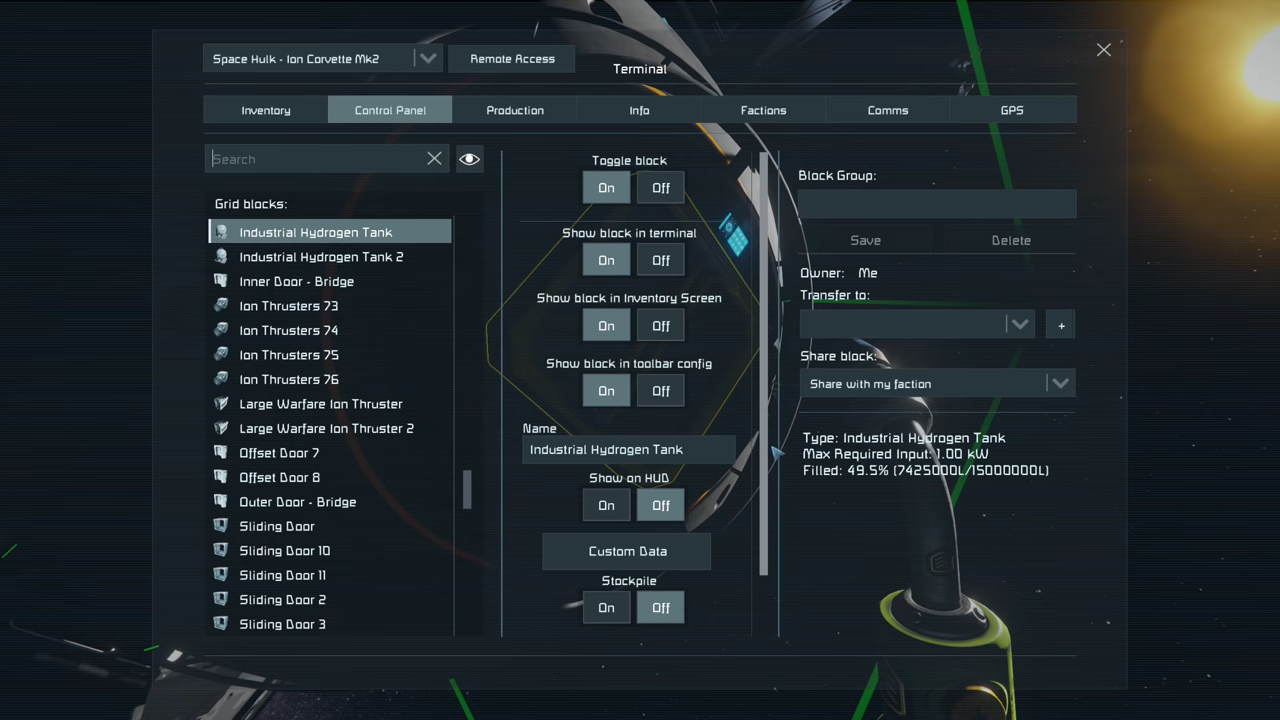 Space Hulk - Ion Corvette Mk2
Remote Access
Terminal
Inventory
Control Panel
Production
Info
Factions
Comms
GPS
Search
Grid blocks:
Industrial Hydrogen Tank
Industrial Hydrogen Tank 2
Inner Door - Bridge
Ion Thrusters 73
Ion Thrusters 74
Ion Thrusters 75
Ion Thrusters 76
Large Warfare Ion Thruster
Large Warfare Ion Thruster 2
Offset Door 7
Offset Door 8
Outer Door - Bridge
Sliding Door
Sliding Door 10
Sliding Door 11
Sliding Door 2
Sliding Door 3
Toggle block
On Off
Show block in terminal
On Off
Show block in Inventory Screen
On Off
Show block in toolbar config
On Off
Name
Industrial Hydrogen Tank
Show on HUD
On Off
Custom Data
Stockpile
On Off
Block Group:
Save Delete
Owner: Me
Transfer to:
+
Share block:
Share with my faction
Type: Industrial Hydrogen Tank
Max Required Input: 1.00 kW
Filled: 49.5% (7425000L/15000000L)